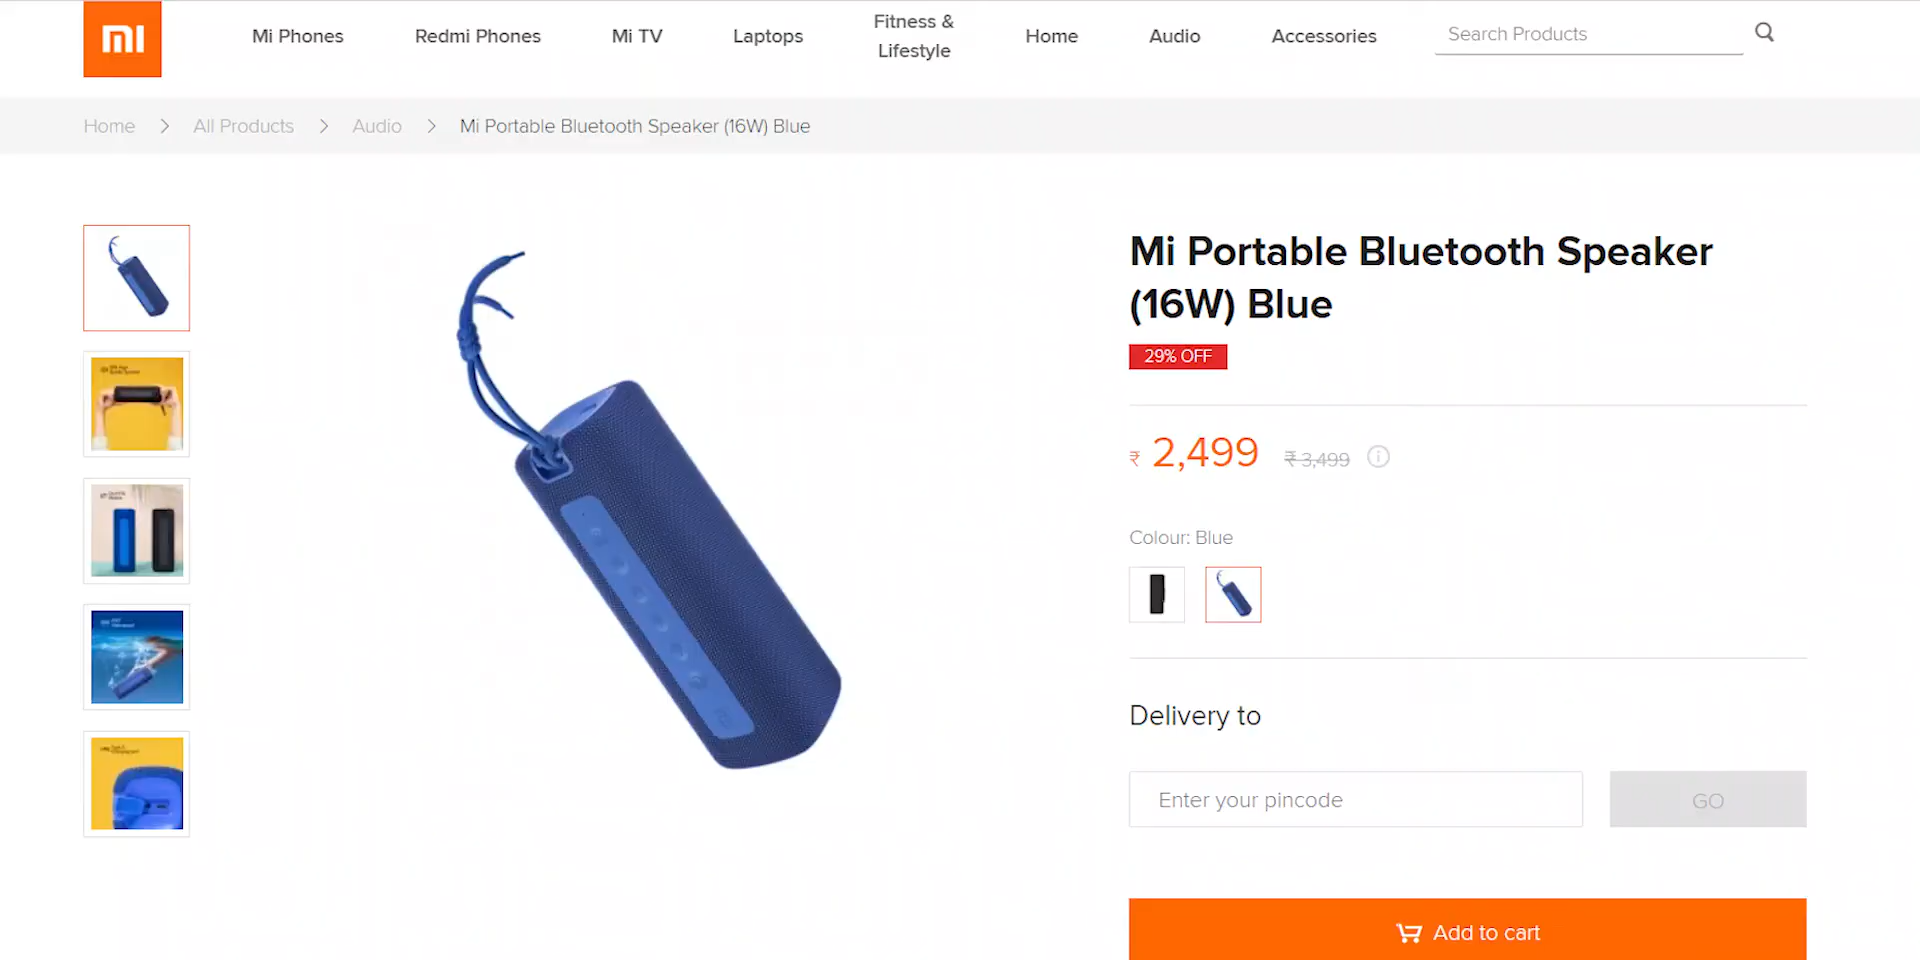 mi
Mi Phones
Redmi Phones
Mi TV
Laptops
Fitness &
Lifestyle
Home
Audio
Accessories
Search Products
Home > All Products > Audio > Mi Portable Bluetooth Speaker (16W) Blue
Mi Portable Bluetooth Speaker
(16W) Blue
29% OFF
₹ 2,499 ₹ 3,499
Colour: Blue
Delivery to
Enter your pincode
GO
Add to cart